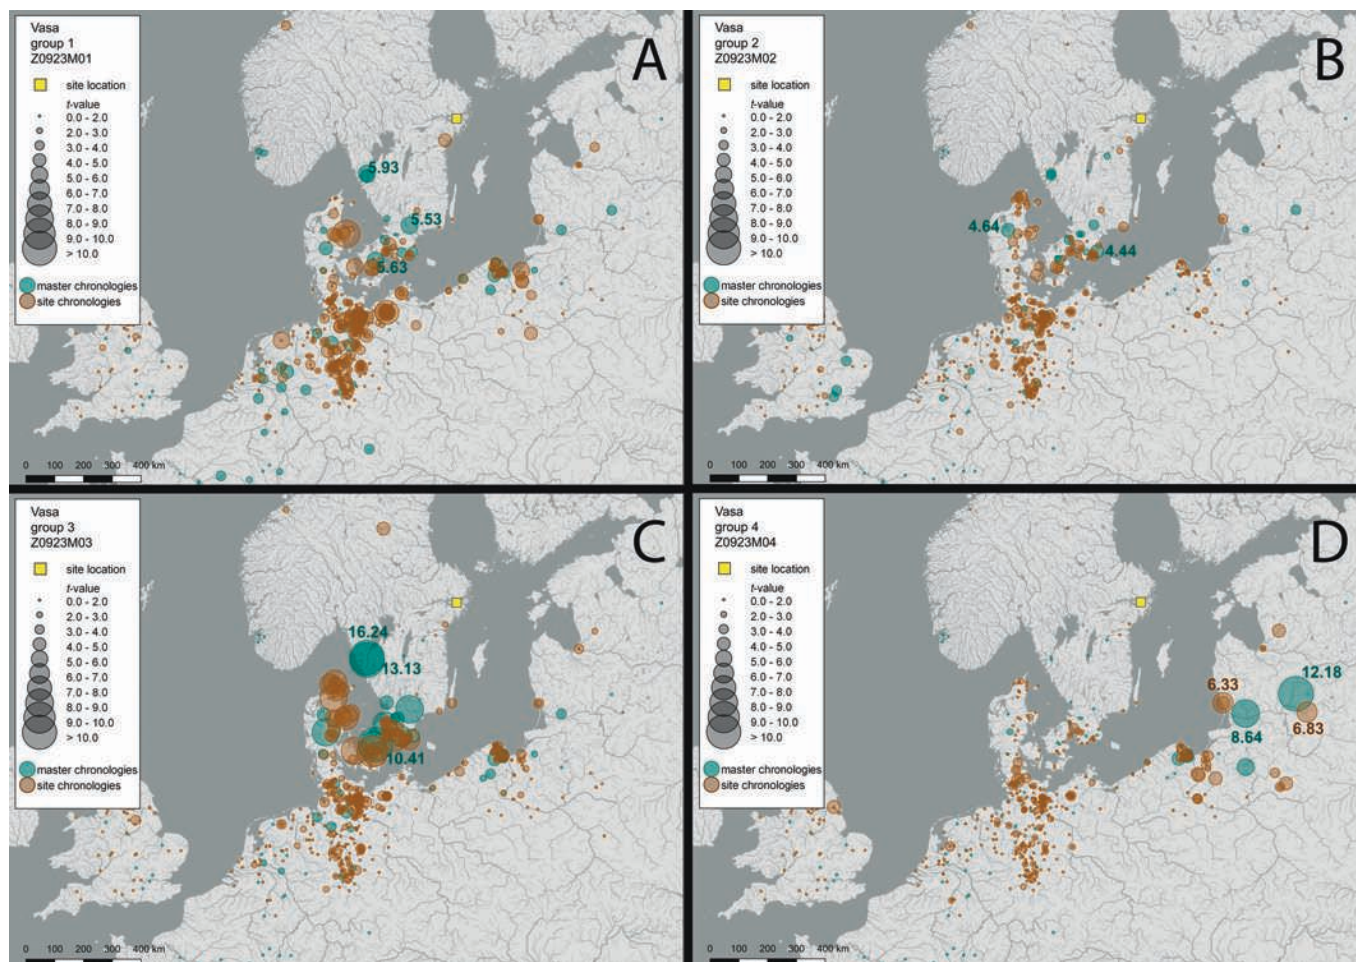 Vasa
group 1
Z0923M01
site location
t-value
0.0 - 2.0
2.0 - 3.0
3.0 - 4.0
4.0 - 5.0
5.0 - 6.0
6.0 - 7.0
7.0 - 8.0
8.0 - 9.0
9.0 - 10.0
> 10.0
master chronologies
site chronologies
0 100 200 300 400 km
A
5.93
5.53
5.63
Vasa
group 2
Z0923M02
site location
t-value
0.0 - 2.0
2.0 - 3.0
3.0 - 4.0
4.0 - 5.0
5.0 - 6.0
6.0 - 7.0
7.0 - 8.0
8.0 - 9.0
9.0 - 10.0
> 10.0
master chronologies
site chronologies
0 100 200 300 400 km
B
4.64
4.44
Vasa
group 3
Z0923M03
site location
t-value
0.0 - 2.0
2.0 - 3.0
3.0 - 4.0
4.0 - 5.0
5.0 - 6.0
6.0 - 7.0
7.0 - 8.0
8.0 - 9.0
9.0 - 10.0
> 10.0
master chronologies
site chronologies
0 100 200 300 400 km
C
16.24
13.13
10.41
Vasa
group 4
Z0923M04
site location
t-value
0.0 - 2.0
2.0 - 3.0
3.0 - 4.0
4.0 - 5.0
5.0 - 6.0
6.0 - 7.0
7.0 - 8.0
8.0 - 9.0
9.0 - 10.0
> 10.0
master chronologies
site chronologies
0 100 200 300 400 km
D
12.18
6.33
6.83
8.64